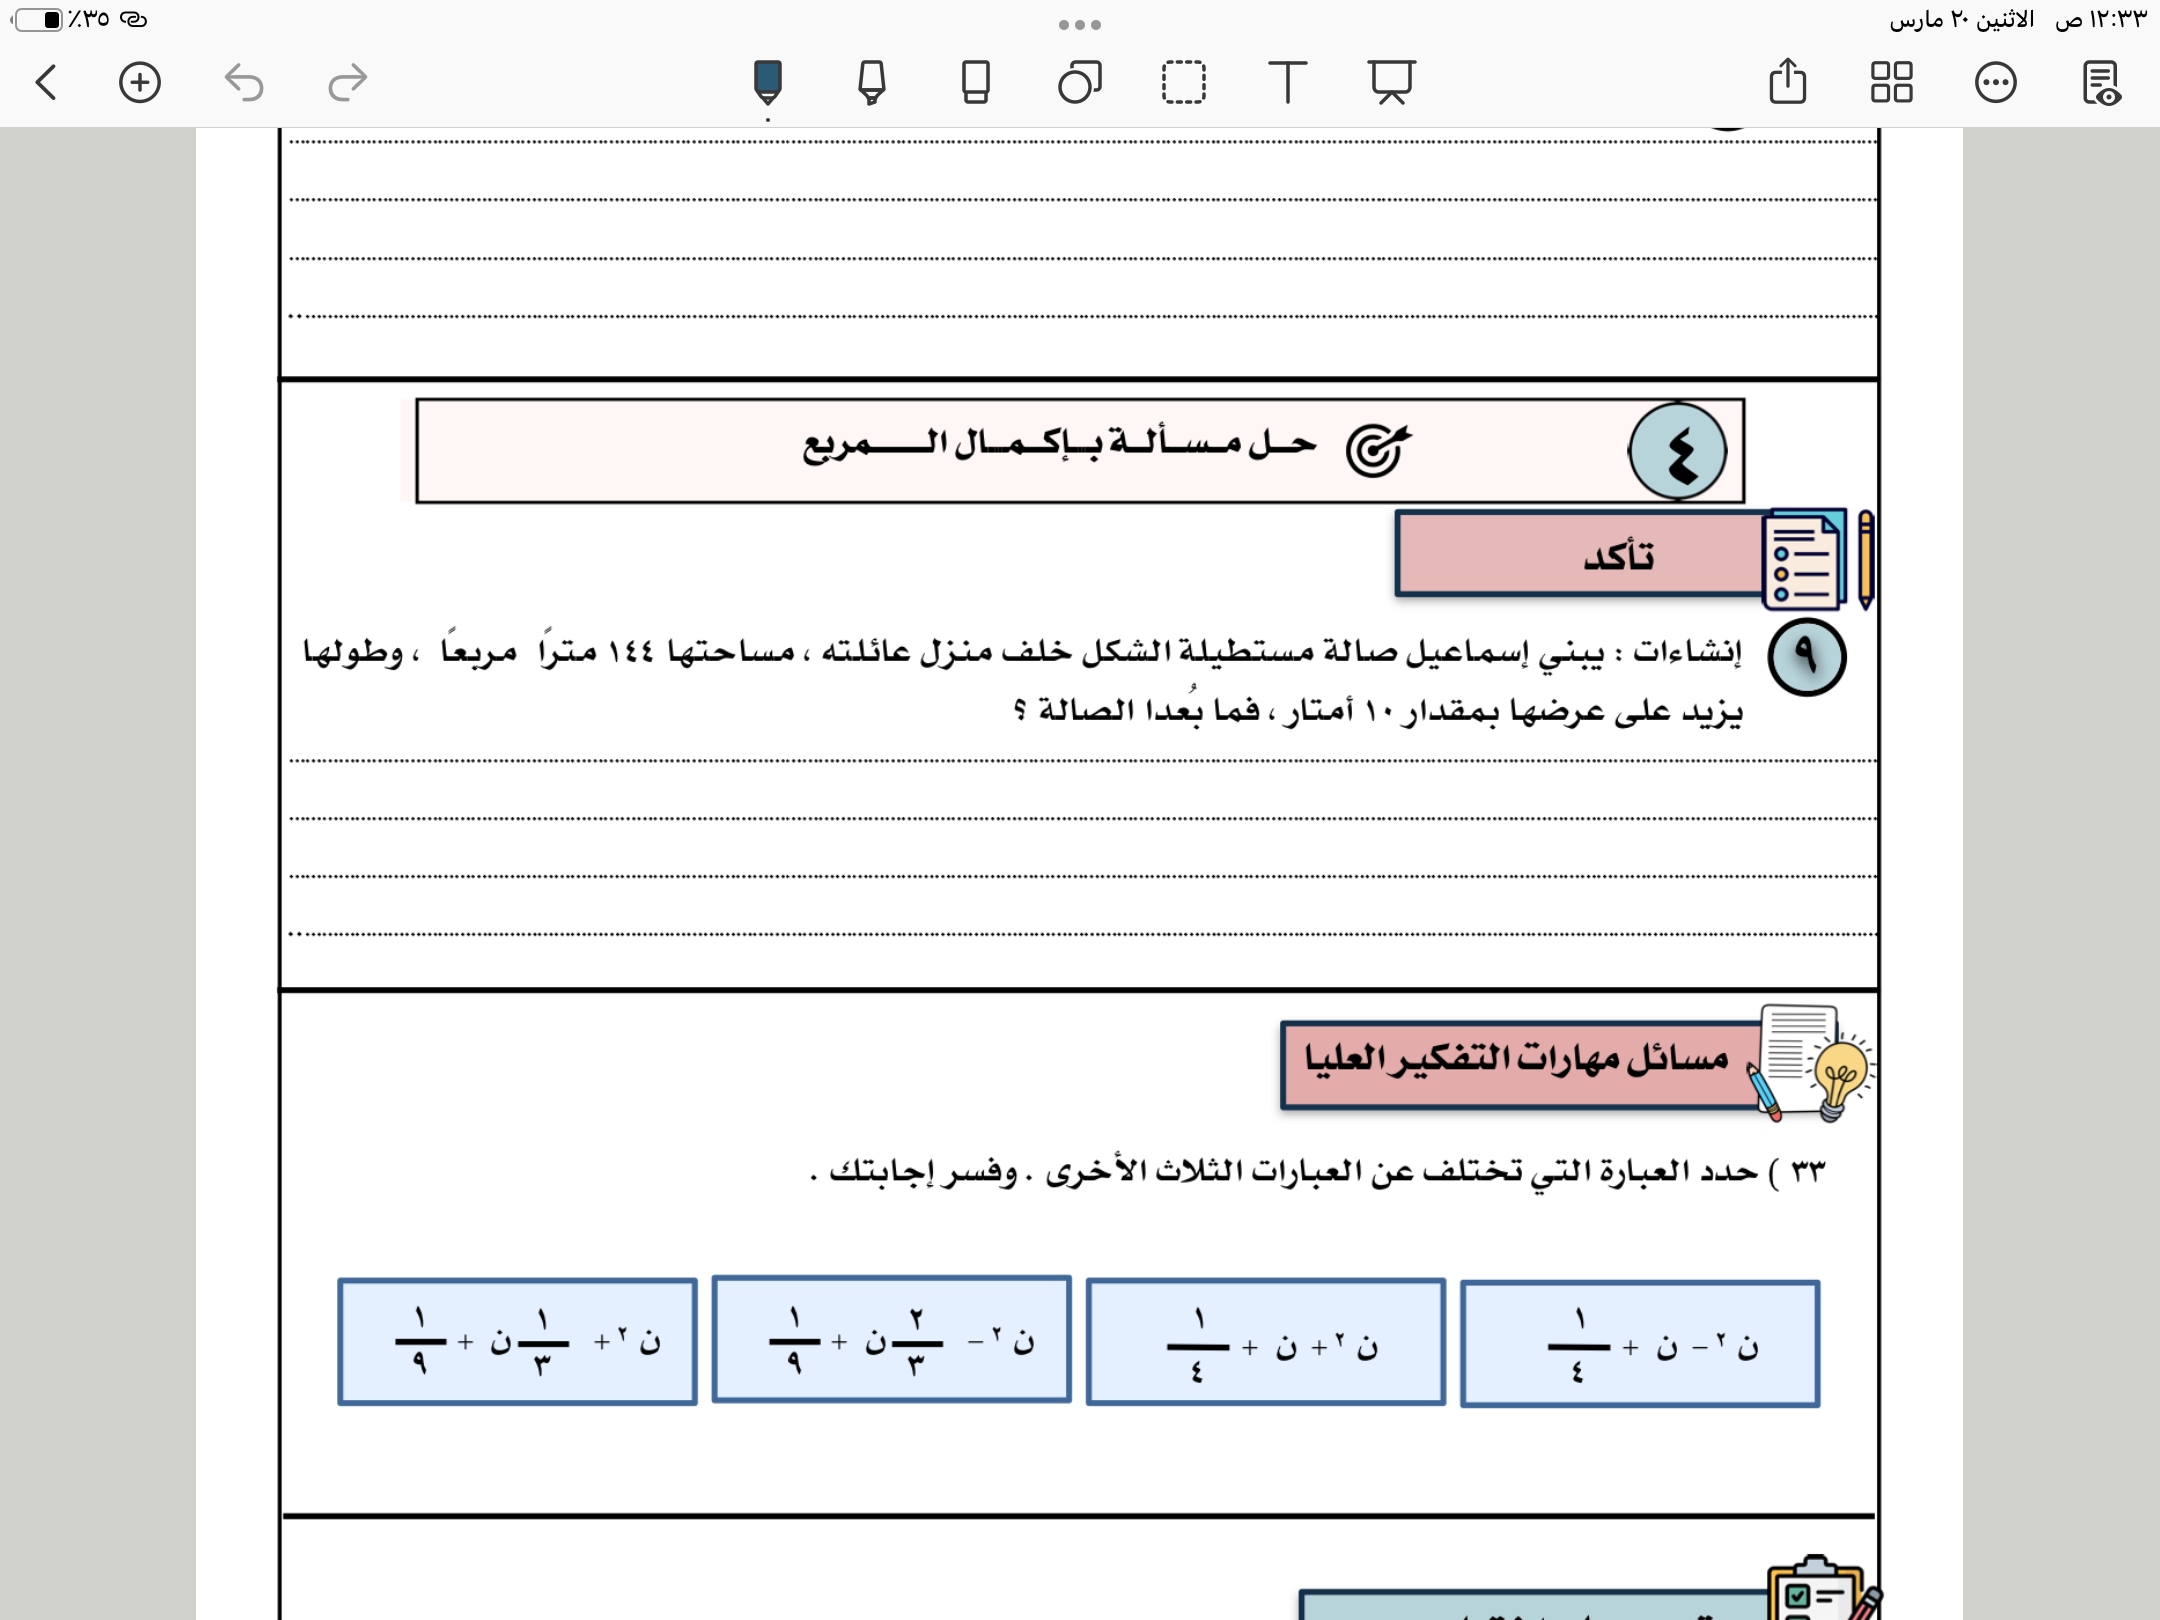 ١٢:٣٣ ص الاثنين ٢٠ مارس
٪٣٥
٤ حل مسألة بإكمال المربع
تأكد
٩ إنشاءات : يبني إسماعيل صالة مستطيلة الشكل خلف منزل عائلته ، مساحتها ١٤٤ مترًا مربعًا ، وطولها
يزيد على عرضها بمقدار ١٠ أمتار ، فما بُعدا الصالة ؟
مسائل مهارات التفكير العليا
٣٣ ) حدد العبارة التي تختلف عن العبارات الثلاث الأخرى . وفسر إجابتك .
ن٢ − ن + ١/٤
ن٢ + ن + ١/٤
ن٢ − ٢/٣ ن + ١/٩
ن٢ + ١/٣ ن + ١/٩